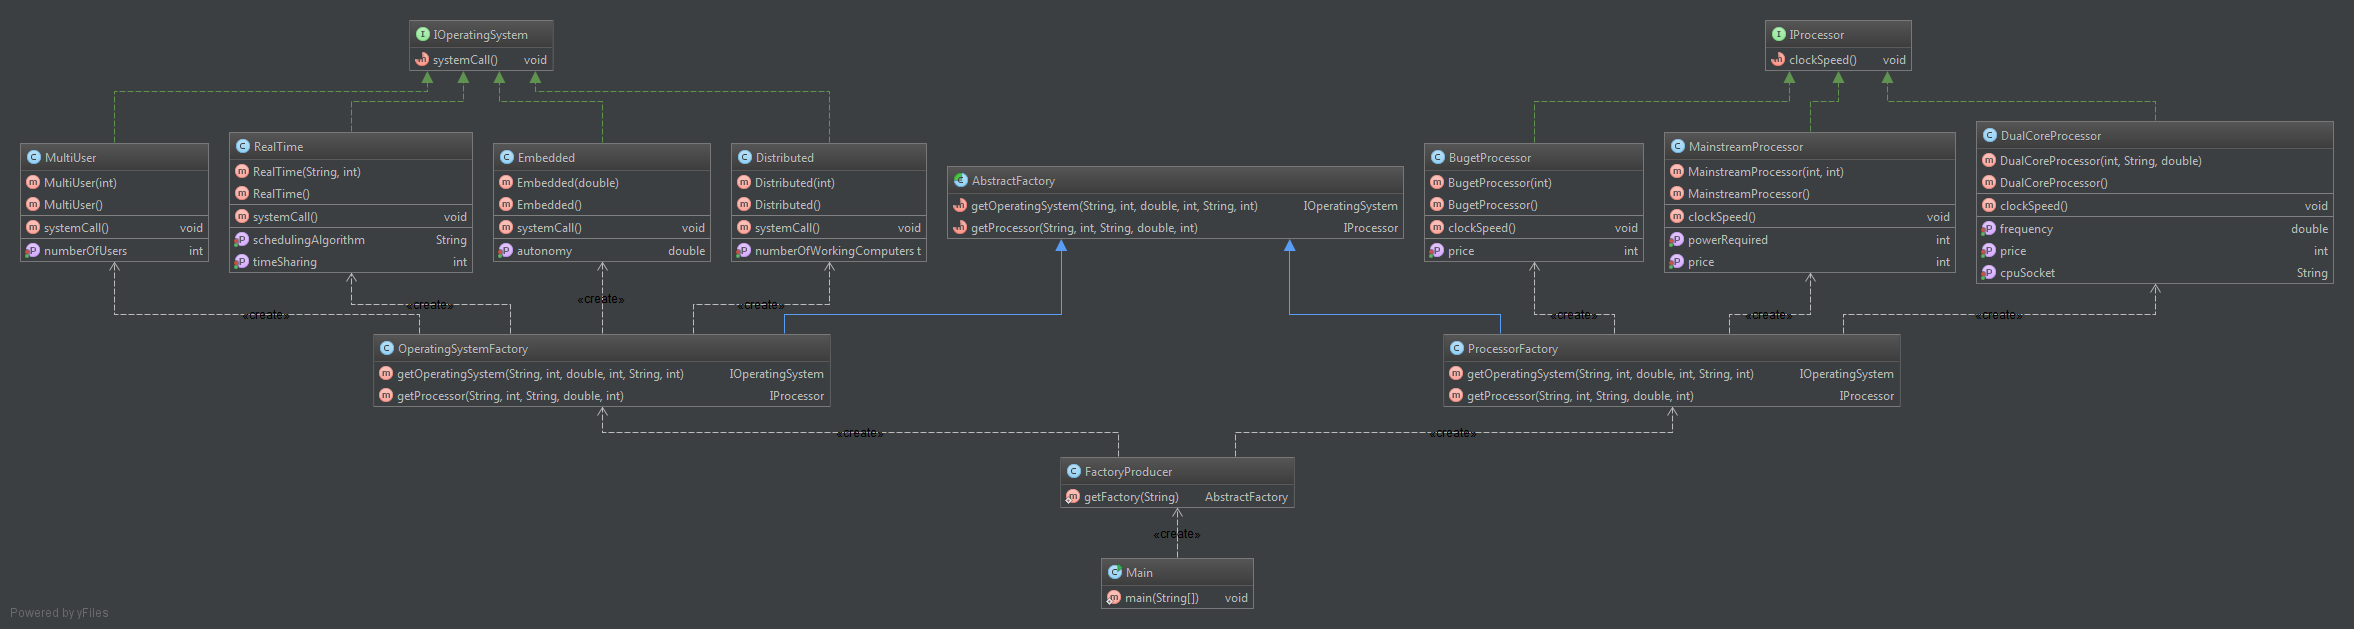 IOperatingSystem
systemCall() void
IProcessor
clockSpeed() void
MultiUser
MultiUser(int)
MultiUser()
systemCall() void
numberOfUsers int
RealTime
RealTime(String, int)
RealTime()
systemCall() void
schedulingAlgorithm String
timeSharing int
Embedded
Embedded(double)
Embedded()
systemCall() void
autonomy double
Distributed
Distributed(int)
Distributed()
systemCall() void
numberOfWorkingComputers t
AbstractFactory
getOperatingSystem(String, int, double, int, String, int) IOperatingSystem
getProcessor(String, int, String, double, int) IProcessor
BugetProcessor
BugetProcessor(int)
BugetProcessor()
clockSpeed() void
price int
MainstreamProcessor
MainstreamProcessor(int, int)
MainstreamProcessor()
clockSpeed() void
powerRequired int
price int
DualCoreProcessor
DualCoreProcessor(int, String, double)
DualCoreProcessor()
clockSpeed() void
frequency double
price int
cpuSocket String
«create»
«create»
«create»
«create»
«create»
«create»
«create»
OperatingSystemFactory
getOperatingSystem(String, int, double, int, String, int) IOperatingSystem
getProcessor(String, int, String, double, int) IProcessor
ProcessorFactory
getOperatingSystem(String, int, double, int, String, int) IOperatingSystem
getProcessor(String, int, String, double, int) IProcessor
«create»
«create»
FactoryProducer
getFactory(String) AbstractFactory
«create»
Main
main(String[]) void
Powered by yFiles